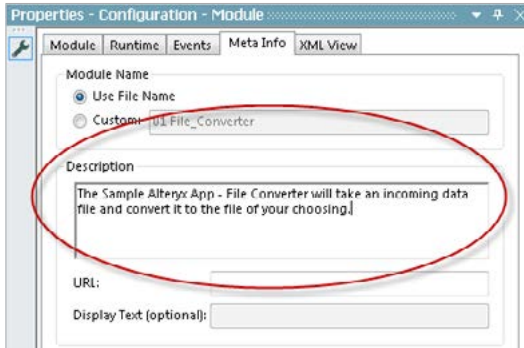 Properties - Configuration - Module
Module Runtime Events Meta Info XML View
Module Name
Use File Name
Custom: 01 File_Converter
Description
The Sample Alteryx App - File Converter will take an incoming data
file and convert it to the file of your choosing.
URL:
Display Text (optional):